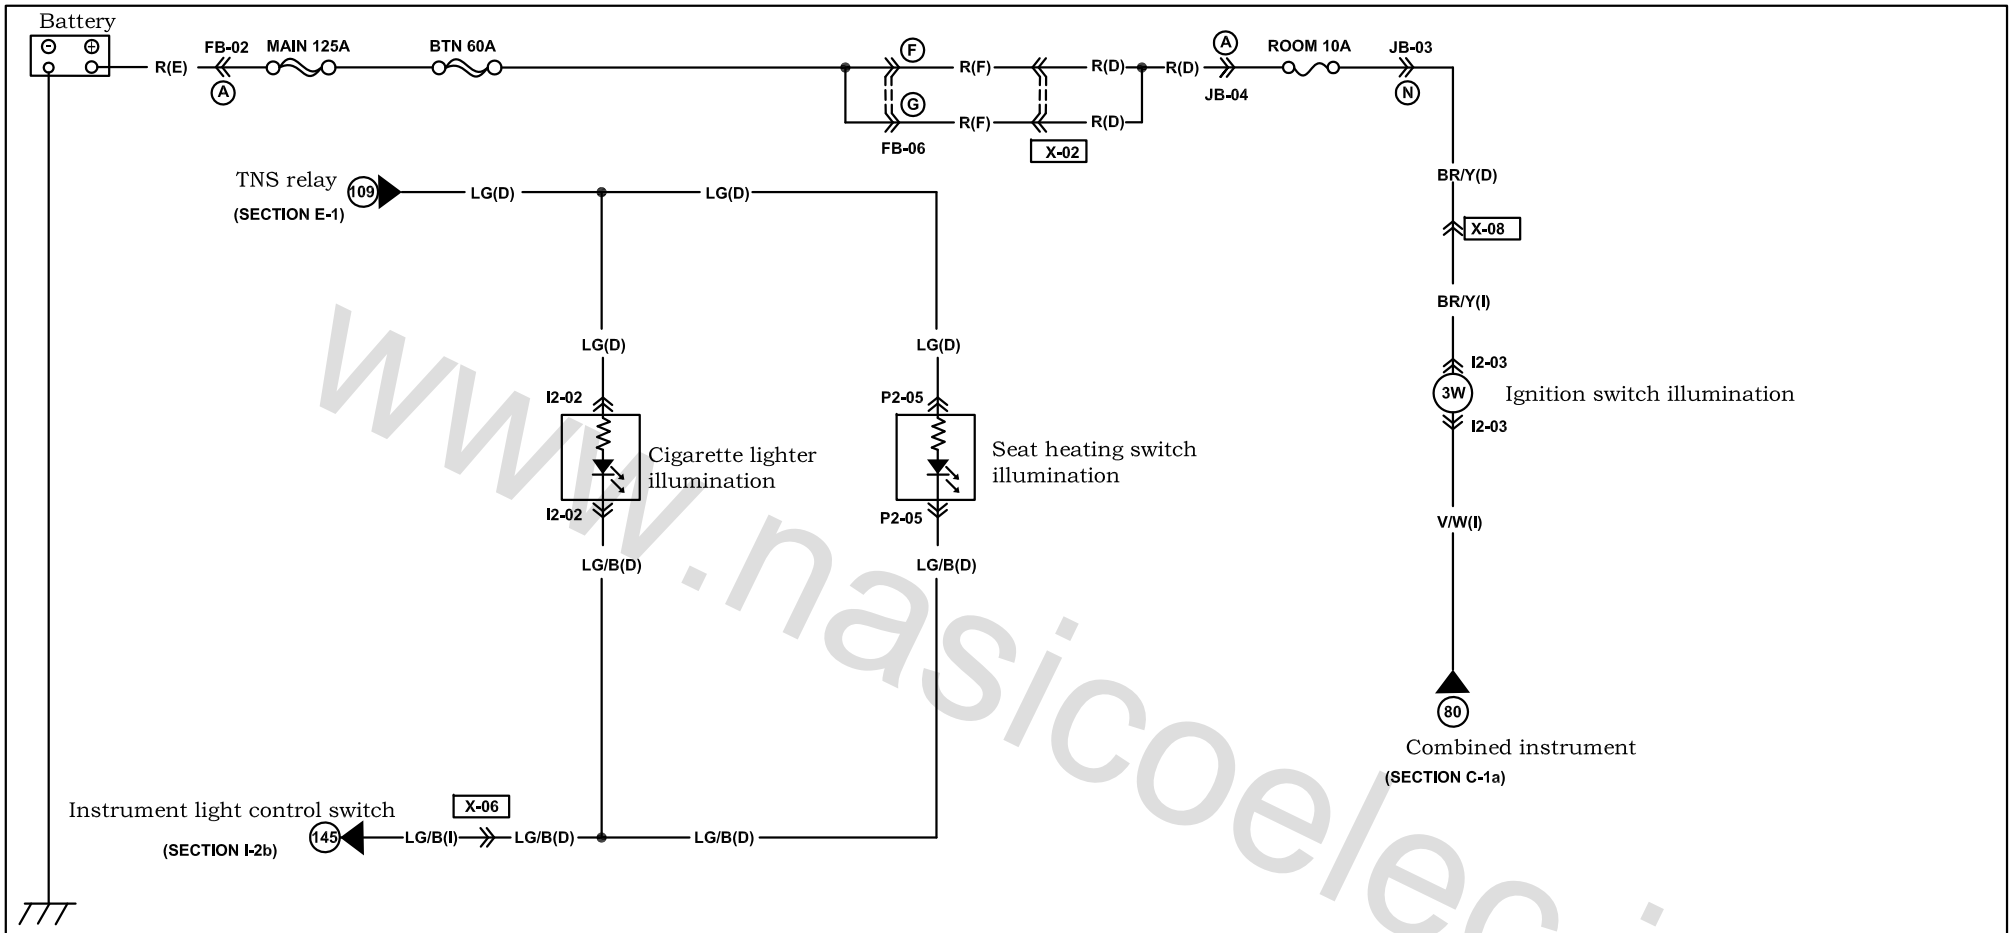 Battery
FB-02 MAIN 125A BTN 60A F A ROOM 10A JB-03
R(E) R(F) R(D) R(D)
A G JB-04 N
R(F) R(D)
FB-06 X-02
TNS relay 109 LG(D) LG(D) BR/Y(D)
(SECTION E-1)
X-08
BR/Y(I)
LG(D) LG(D)
I2-03
I2-02 P2-05 3W Ignition switch illumination
I2-03
Cigarette lighter
illumination
Seat heating switch
illumination
I2-02 P2-05 V/W(I)
LG/B(D) LG/B(D)
80
Combined instrument
(SECTION C-1a)
Instrument light control switch X-06
145 LG/B(I) LG/B(D) LG/B(D)
(SECTION I-2b)
www.nasicoelec.i